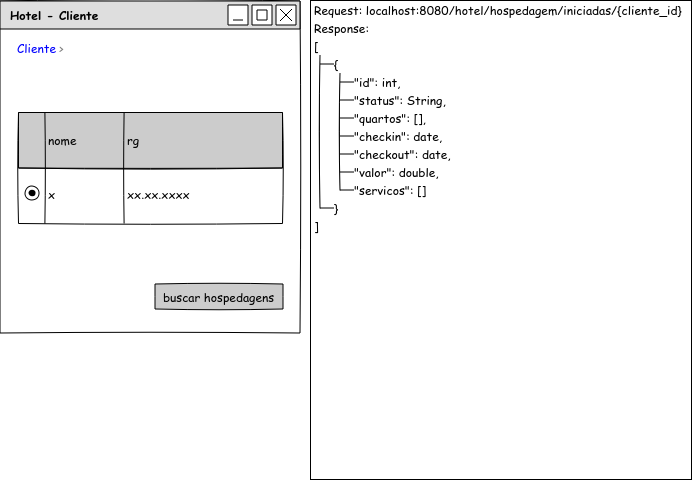 Hotel - Cliente
Cliente >
nome rg
x xx.xx.xxxx
buscar hospedagens
Request: localhost:8080/hotel/hospedagem/iniciadas/{cliente_id}
Response:
[
{
"id": int,
"status": String,
"quartos": [],
"checkin": date,
"checkout": date,
"valor": double,
"servicos": []
}
]